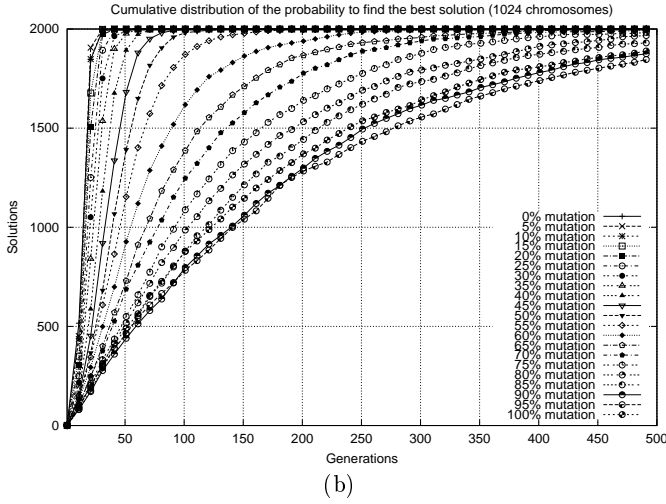 Cumulative distribution of the probability to find the best solution (1024 chromosomes)
2000
1500
1000
500
0
Solutions
0% mutation
5% mutation
10% mutation
15% mutation
20% mutation
25% mutation
30% mutation
35% mutation
40% mutation
45% mutation
50% mutation
55% mutation
60% mutation
65% mutation
70% mutation
75% mutation
80% mutation
85% mutation
90% mutation
95% mutation
100% mutation
50 100 150 200 250 300 350 400 450 500
Generations
(b)